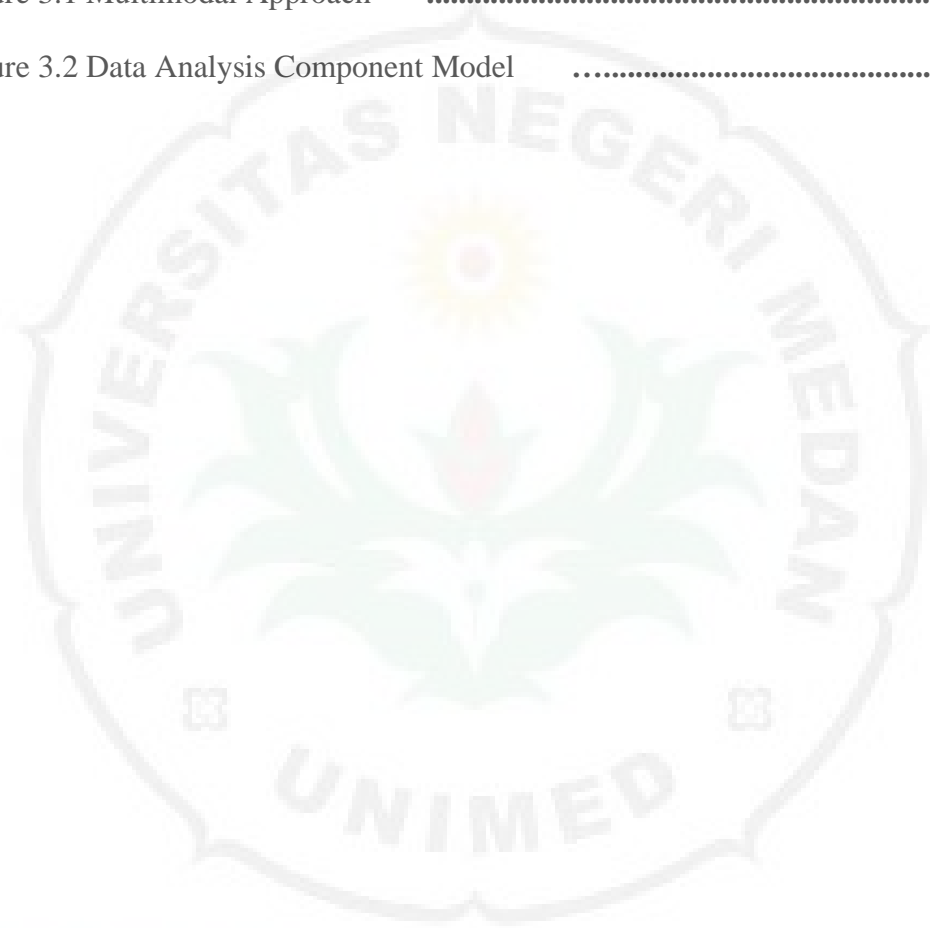 ure 3.1 Multimodal Approach ................................................................
ure 3.2 Data Analysis Component Model …..........................................
UNIVERSITAS NEGERI MEDAN
UNIMED